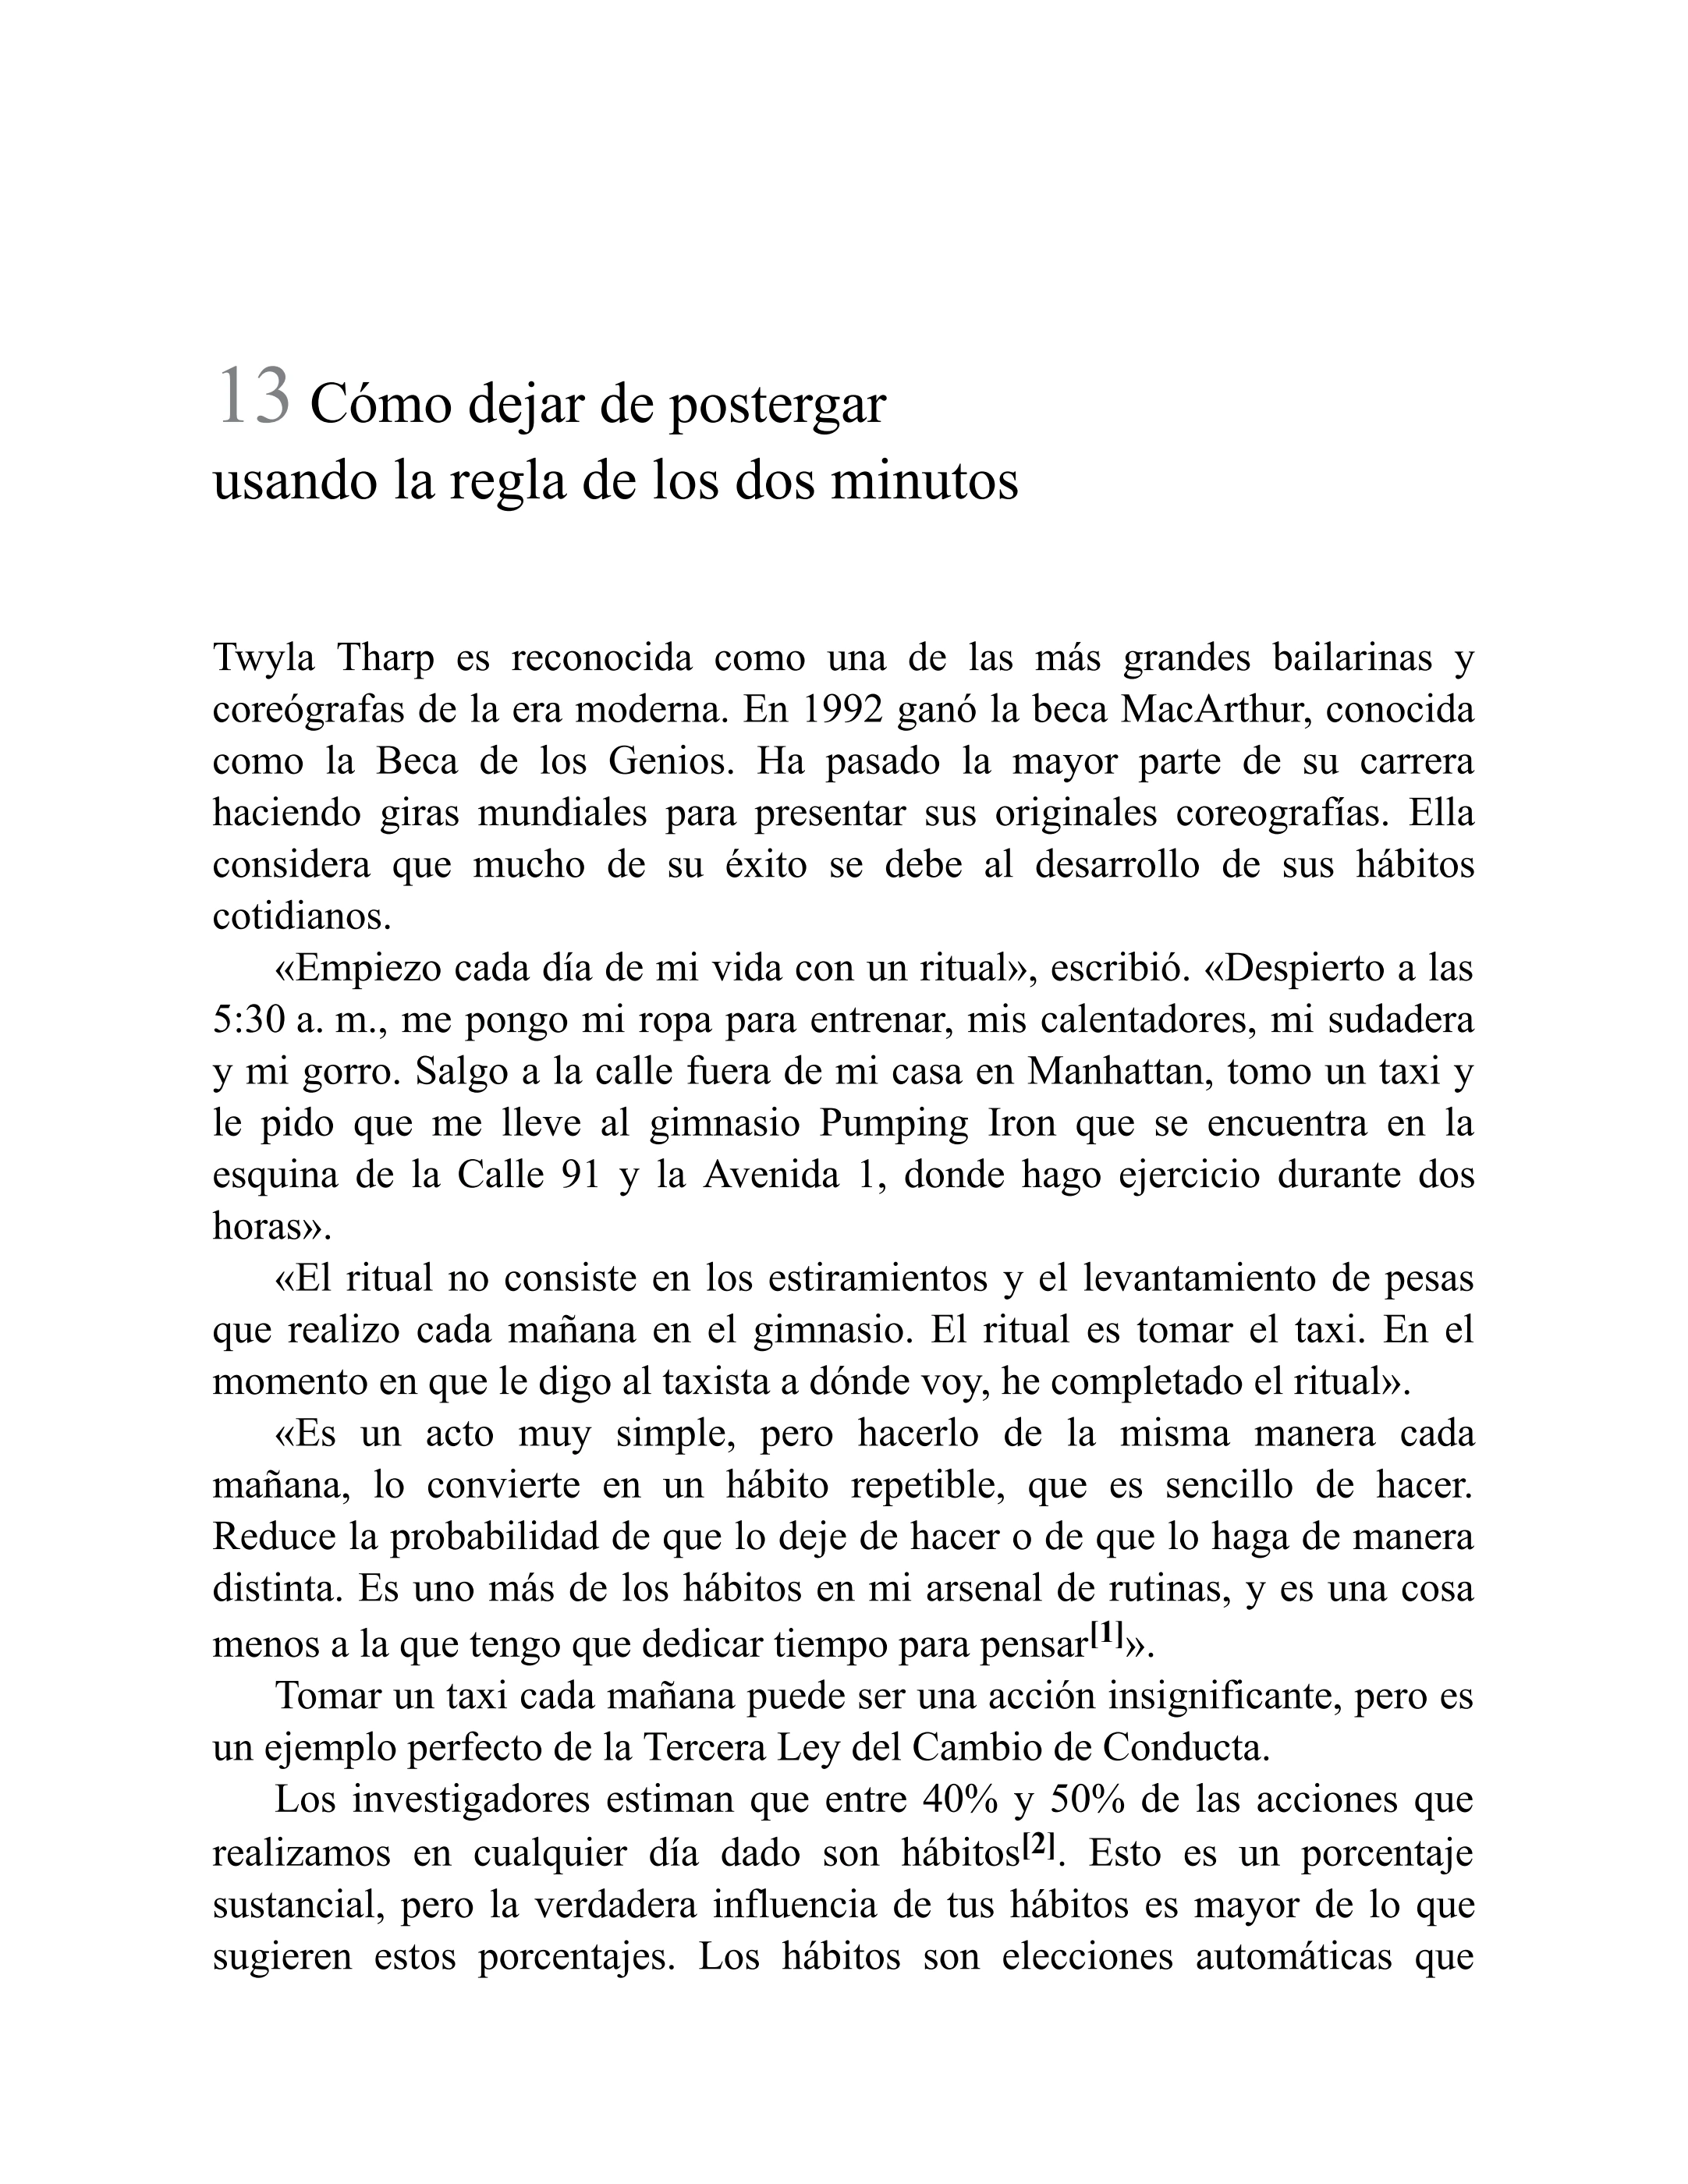 13 Cómo dejar de postergar
usando la regla de los dos minutos
Twyla Tharp es reconocida como una de las más grandes bailarinas y
coreógrafas de la era moderna. En 1992 ganó la beca MacArthur, conocida
como la Beca de los Genios. Ha pasado la mayor parte de su carrera
haciendo giras mundiales para presentar sus originales coreografías. Ella
considera que mucho de su éxito se debe al desarrollo de sus hábitos
cotidianos.
«Empiezo cada día de mi vida con un ritual», escribió. «Despierto a las
5:30 a. m., me pongo mi ropa para entrenar, mis calentadores, mi sudadera
y mi gorro. Salgo a la calle fuera de mi casa en Manhattan, tomo un taxi y
le pido que me lleve al gimnasio Pumping Iron que se encuentra en la
esquina de la Calle 91 y la Avenida 1, donde hago ejercicio durante dos
horas».
«El ritual no consiste en los estiramientos y el levantamiento de pesas
que realizo cada mañana en el gimnasio. El ritual es tomar el taxi. En el
momento en que le digo al taxista a dónde voy, he completado el ritual».
«Es un acto muy simple, pero hacerlo de la misma manera cada
mañana, lo convierte en un hábito repetible, que es sencillo de hacer.
Reduce la probabilidad de que lo deje de hacer o de que lo haga de manera
distinta. Es uno más de los hábitos en mi arsenal de rutinas, y es una cosa
menos a la que tengo que dedicar tiempo para pensar[1]».
Tomar un taxi cada mañana puede ser una acción insignificante, pero es
un ejemplo perfecto de la Tercera Ley del Cambio de Conducta.
Los investigadores estiman que entre 40% y 50% de las acciones que
realizamos en cualquier día dado son hábitos[2]. Esto es un porcentaje
sustancial, pero la verdadera influencia de tus hábitos es mayor de lo que
sugieren estos porcentajes. Los hábitos son elecciones automáticas que